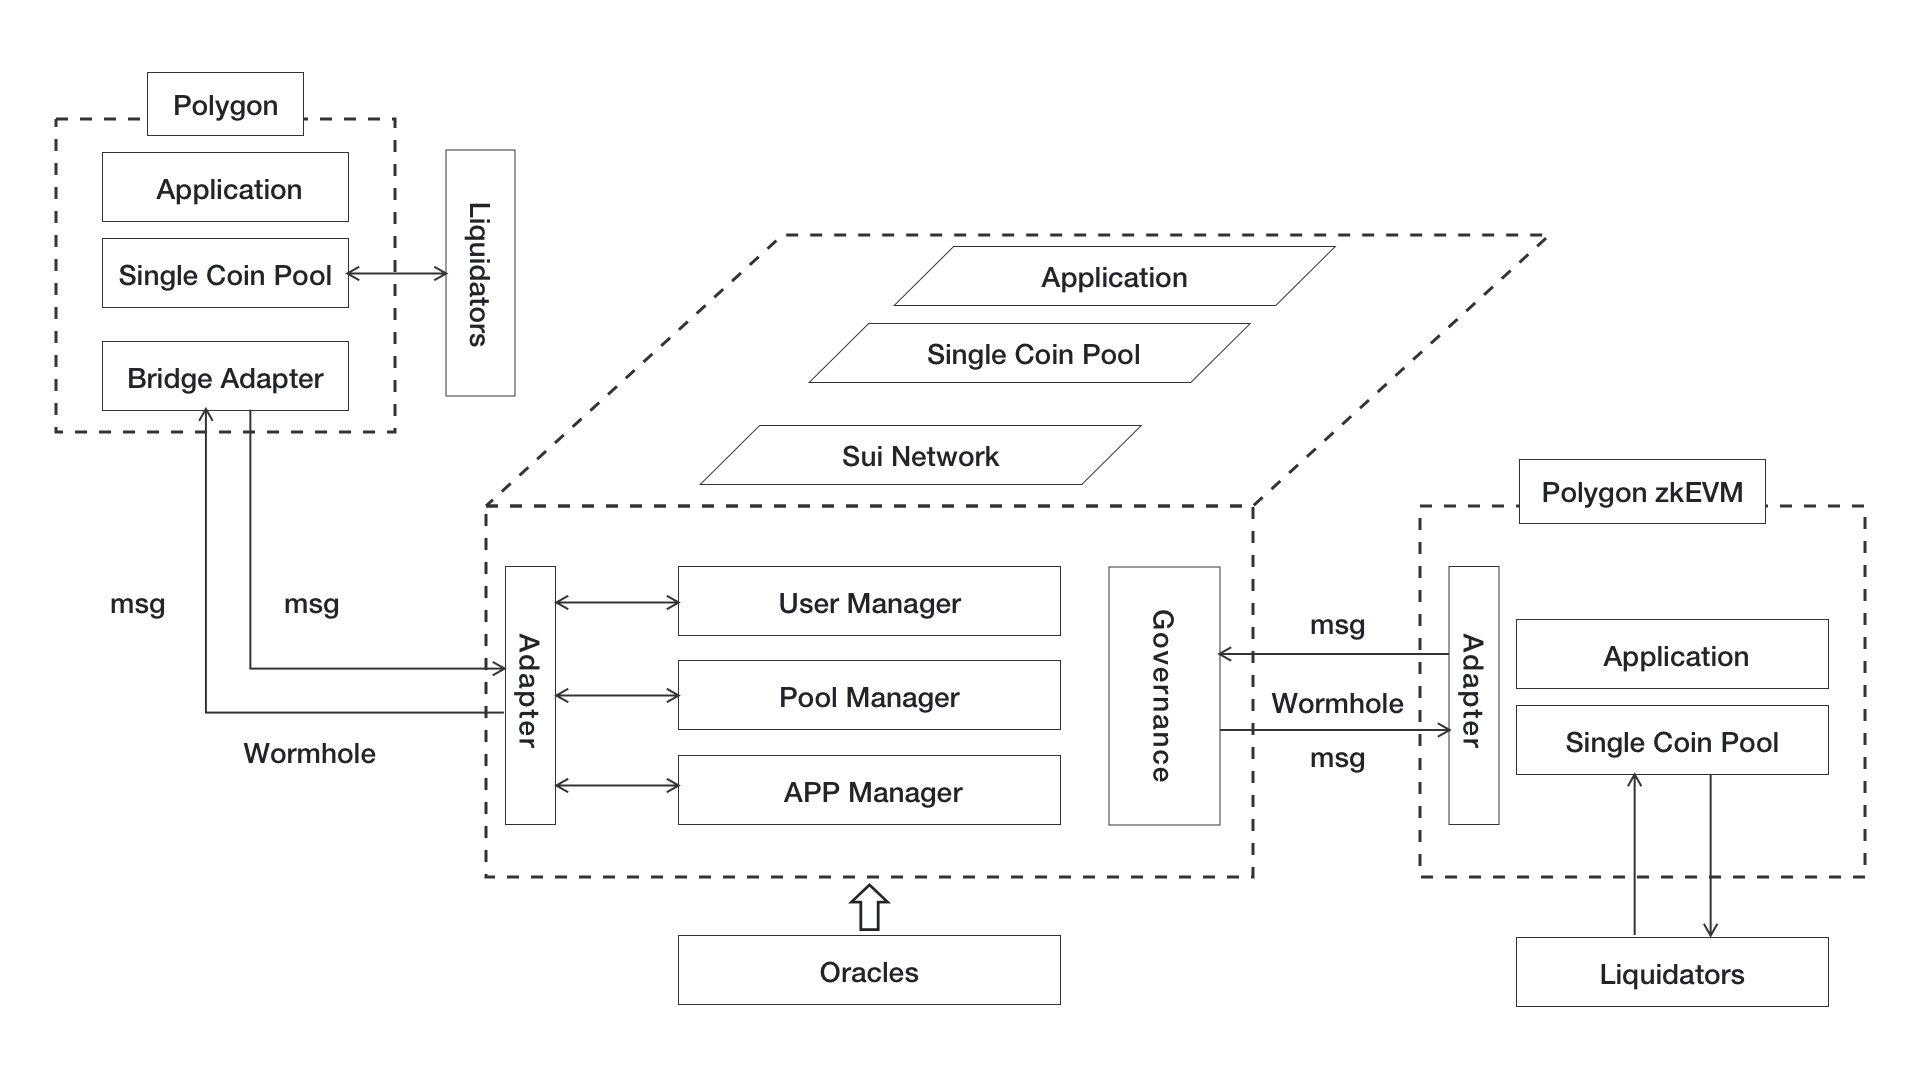 Polygon
Application
Single Coin Pool
Bridge Adapter
Liquidators
msg
msg
Wormhole
Application
Single Coin Pool
Sui Network
Adapter
User Manager
Pool Manager
APP Manager
Governance
Oracles
msg
Wormhole
msg
Polygon zkEVM
Adapter
Application
Single Coin Pool
Liquidators